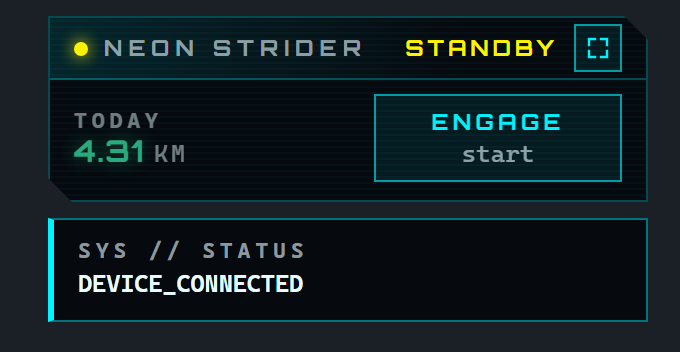 NEON STRIDER STANDBY
TODAY
4.31 KM
ENGAGE
start
SYS // STATUS
DEVICE_CONNECTED